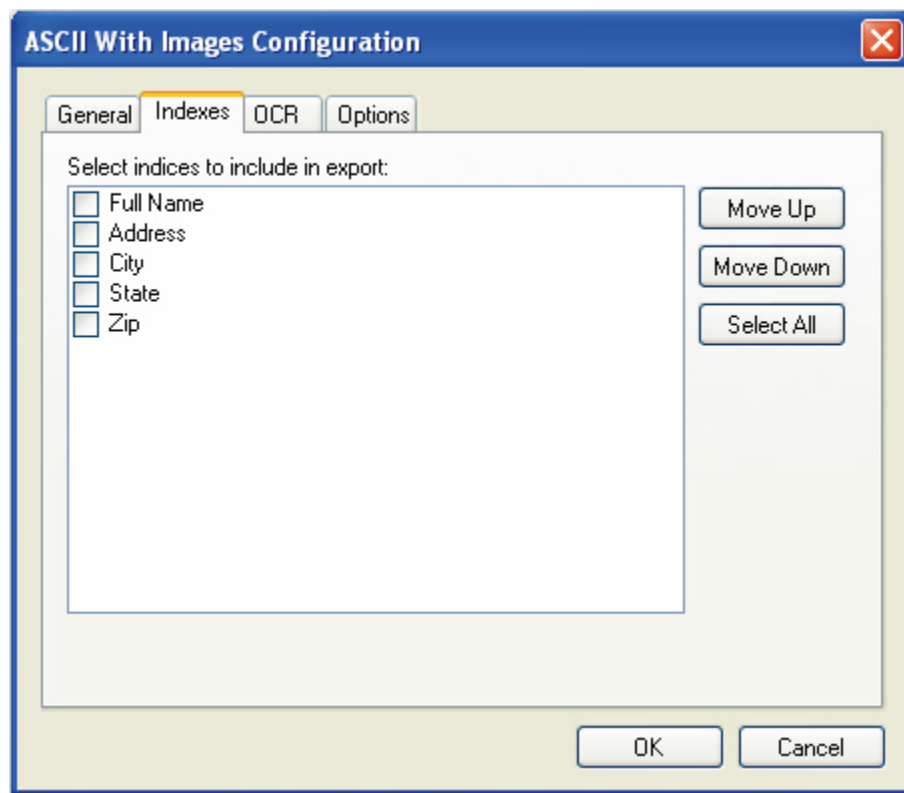 ASCII With Images Configuration
General Indexes OCR Options
Select indices to include in export:
Full Name
Address
City
State
Zip
Move Up
Move Down
Select All
OK Cancel